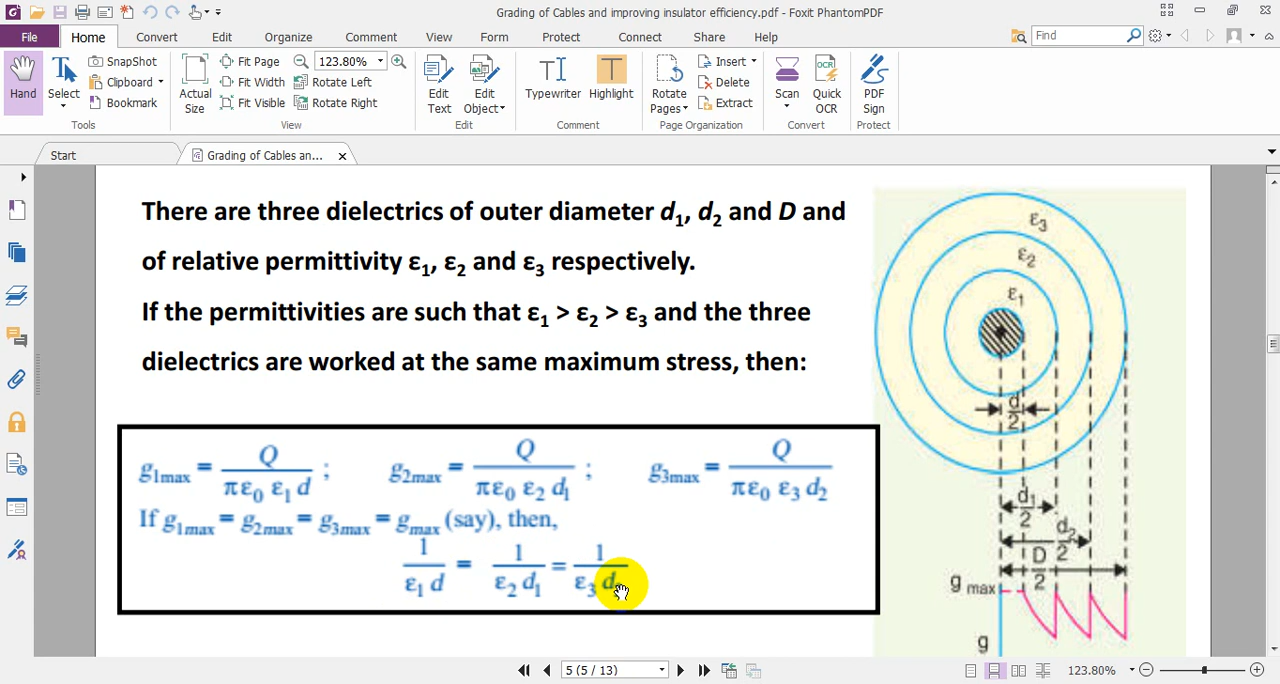 Grading of Cables and improving insulator efficiency.pdf - Foxit PhantomPDF
File Home Convert Edit Organize Comment View Form Protect Connect Share Help
Find
Hand
Select
SnapShot
Clipboard
Bookmark
Tools
Actual Size
Fit Page
Fit Width
Fit Visible
123.80%
Rotate Left
Rotate Right
View
Edit Text
Edit Object
Edit
Typewriter
Highlight
Comment
Rotate Pages
Insert
Delete
Extract
Page Organization
Scan
Quick OCR
Convert
PDF Sign
Protect
Start
Grading of Cables an...
There are three dielectrics of outer diameter d₁, d₂ and D and
of relative permittivity ε₁, ε₂ and ε₃ respectively.
If the permittivities are such that ε₁ > ε₂ > ε₃ and the three
dielectrics are worked at the same maximum stress, then:
g1max = Q / πε₀ ε₁ d ; g2max = Q / πε₀ ε₂ d₁ ; g3max = Q / πε₀ ε₃ d₂
If g1max = g2max = g3max = gmax (say), then,
1 / ε₁ d = 1 / ε₂ d₁ = 1 / ε₃ d
ε₃
ε₂
ε₁
d/2
d₁/2
d₂/2
D/2
g max
g
5 (5 / 13)
123.80%